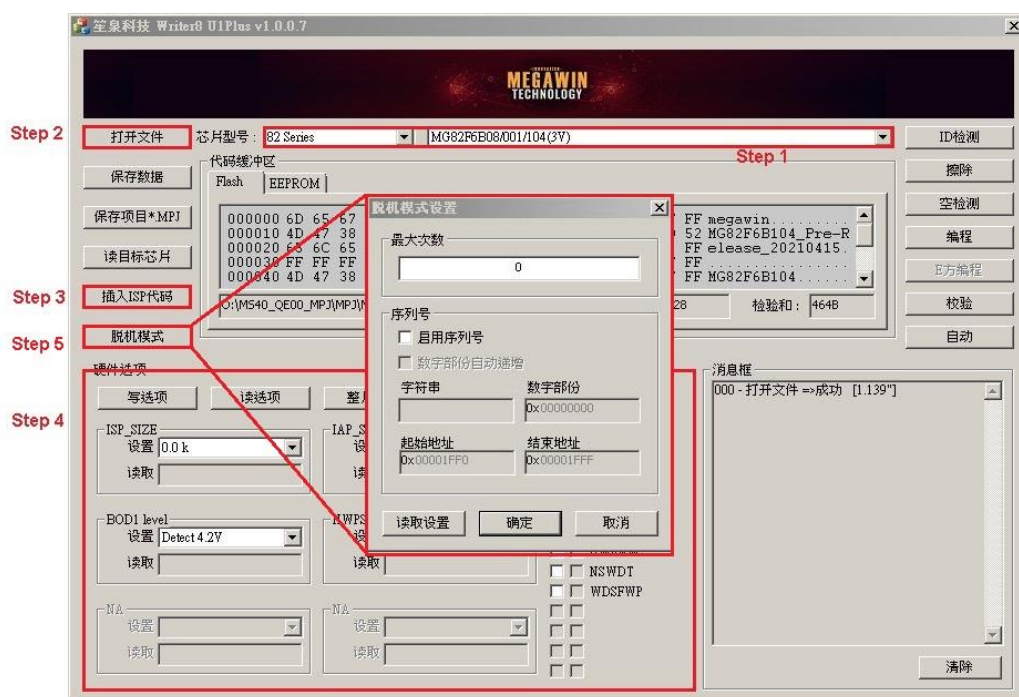 笙泉科技 Writer8 U1Plus v1.0.0.7
MEGAWIN
TECHNOLOGY
Step 2
打开文件
芯片型号：
82 Series
MG82F6B08/001/104(3V)
Step 1
ID检测
保存数据
代码缓冲区
擦除
Flash
EEPROM
保存项目*.MPJ
空检测
000000 6D 65 67
FF megawin.........
000010 4D 47 38
52 MG82F6B104_Pre-R
编程
000020 65 6C 65
FF elease_20210415.
读目标芯片
000030 FF FF FF
FF ................
E方编程
000040 4D 47 38
FF MG82F6B104......
Step 3
插入ISP代码
O:\MS40_QE00_MPJ\MPJ\
28
检验和：
464B
校验
Step 5
脱机模式
自动
脱机模式设置
最大次数
0
序列号
启用序列号
数字部份自动递增
字符串
数字部份
0x00000000
起始地址
结束地址
0x00001FF0
0x00001FFF
读取设置
确定
取消
硬件选项
Step 4
写选项
读选项
ISP_SIZE
设置
0.0 k
读取
BOD1 level
设置
Detect 4.2V
读取
读取
NSWDT
WDSFWP
NA
设置
读取
NA
设置
读取
消息框
000 - 打开文件 =>成功 [1.139"]
清除